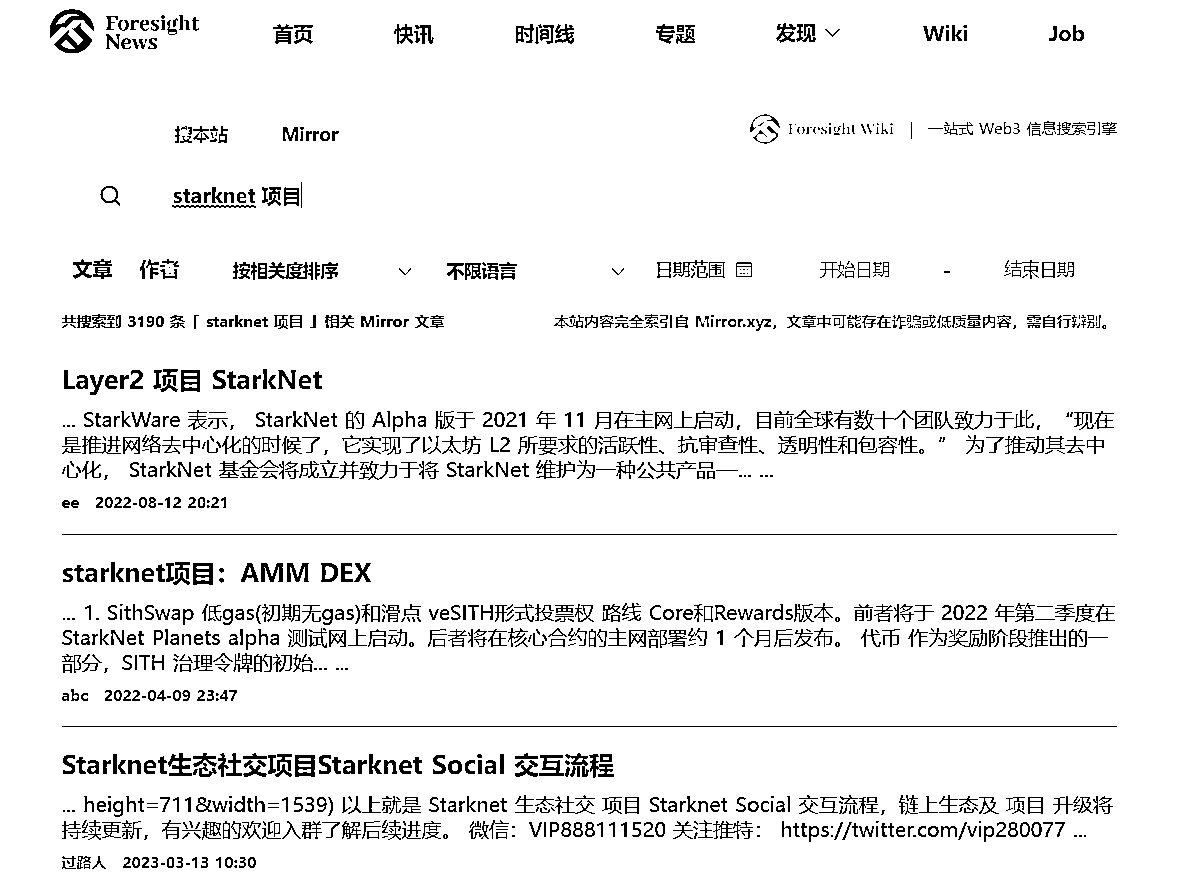 Foresight News 首页 快讯 时间线 专题 发现 Wiki Job
搜本站 Mirror Foresight Wiki | 一站式 Web3 信息搜索引擎
starknet 项目
文章 作者 按相关度排序 不限语言 日期范围 开始日期 - 结束日期
共搜索到 3190 条「 starknet 项目 」相关 Mirror 文章 本站内容完全索引自 Mirror.xyz，文章中可能存在诈骗或低质量内容，需自行辨别。
Layer2 项目 StarkNet
... StarkWare 表示， StarkNet 的 Alpha 版于 2021 年 11 月在主网上启动，目前全球有数十个团队致力于此， “现在
是推进网络去中心化的时候了，它实现了以太坊 L2 所要求的活跃性、抗审查性、透明性和包容性。” 为了推动其去中
心化， StarkNet 基金会将成立并致力于将 StarkNet 维护为一种公共产品—... ...
ee 2022-08-12 20:21
starknet项目：AMM DEX
... 1. SithSwap 低gas(初期无gas)和滑点 veSITH形式投票权 路线 Core和Rewards版本。前者将于 2022 年第二季度在
StarkNet Planets alpha 测试网上启动。后者将在核心合约的主网部署约 1 个月后发布。 代币 作为奖励阶段推出的一
部分，SITH 治理令牌的初始... ...
abc 2022-04-09 23:47
Starknet生态社交项目Starknet Social 交互流程
... height=711&width=1539) 以上就是 Starknet 生态社交 项目 Starknet Social 交互流程，链上生态及 项目 升级将
持续更新，有兴趣的欢迎入群了解后续进度。 微信：VIP888111520 关注推特： https://twitter.com/vip280077 ...
过路人 2023-03-13 10:30